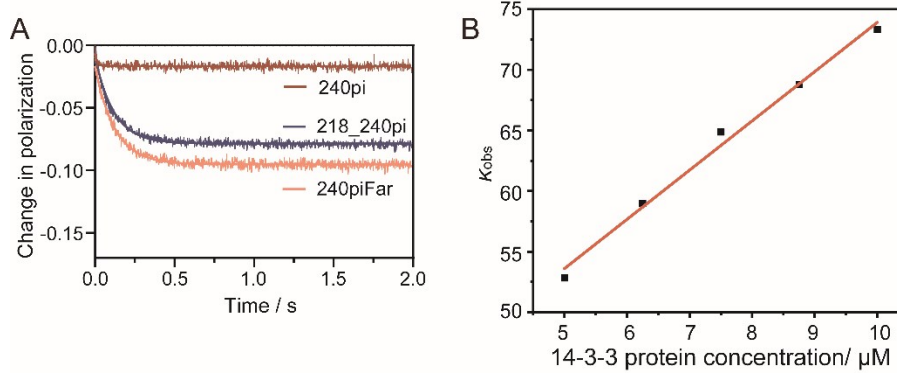 A
Change in polarization
0.00
-0.05
-0.10
-0.15
240pi
218_240pi
240piFar
0.0 0.5 1.0 1.5 2.0
Time / s
B
Kobs
75
70
65
60
55
50
5 6 7 8 9 10
14-3-3 protein concentration/ μM